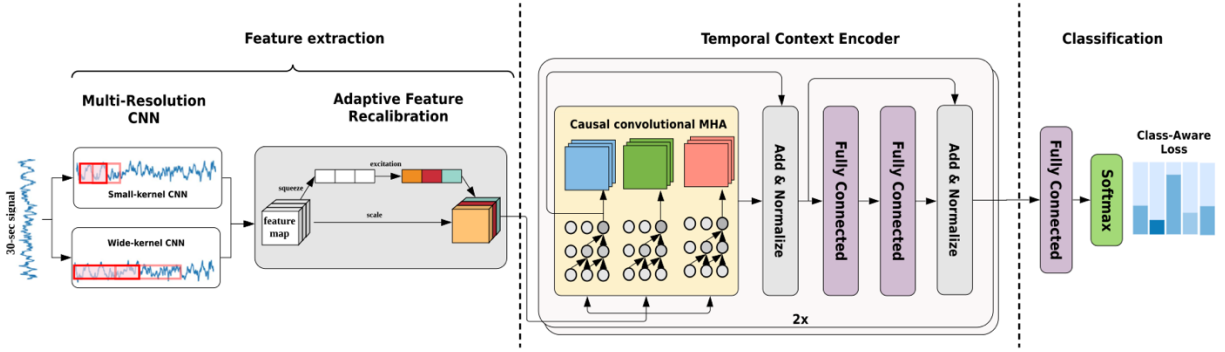 Feature extraction
Temporal Context Encoder
Classification
Multi-Resolution
CNN
Adaptive Feature
Recalibration
30-sec signal
Small-kernel CNN
Wide-kernel CNN
squeeze
excitation
feature
map
scale
Causal convolutional MHA
Add & Normalize
Fully Connected
Fully Connected
Add & Normalize
2x
Fully Connected
Softmax
Class-Aware
Loss